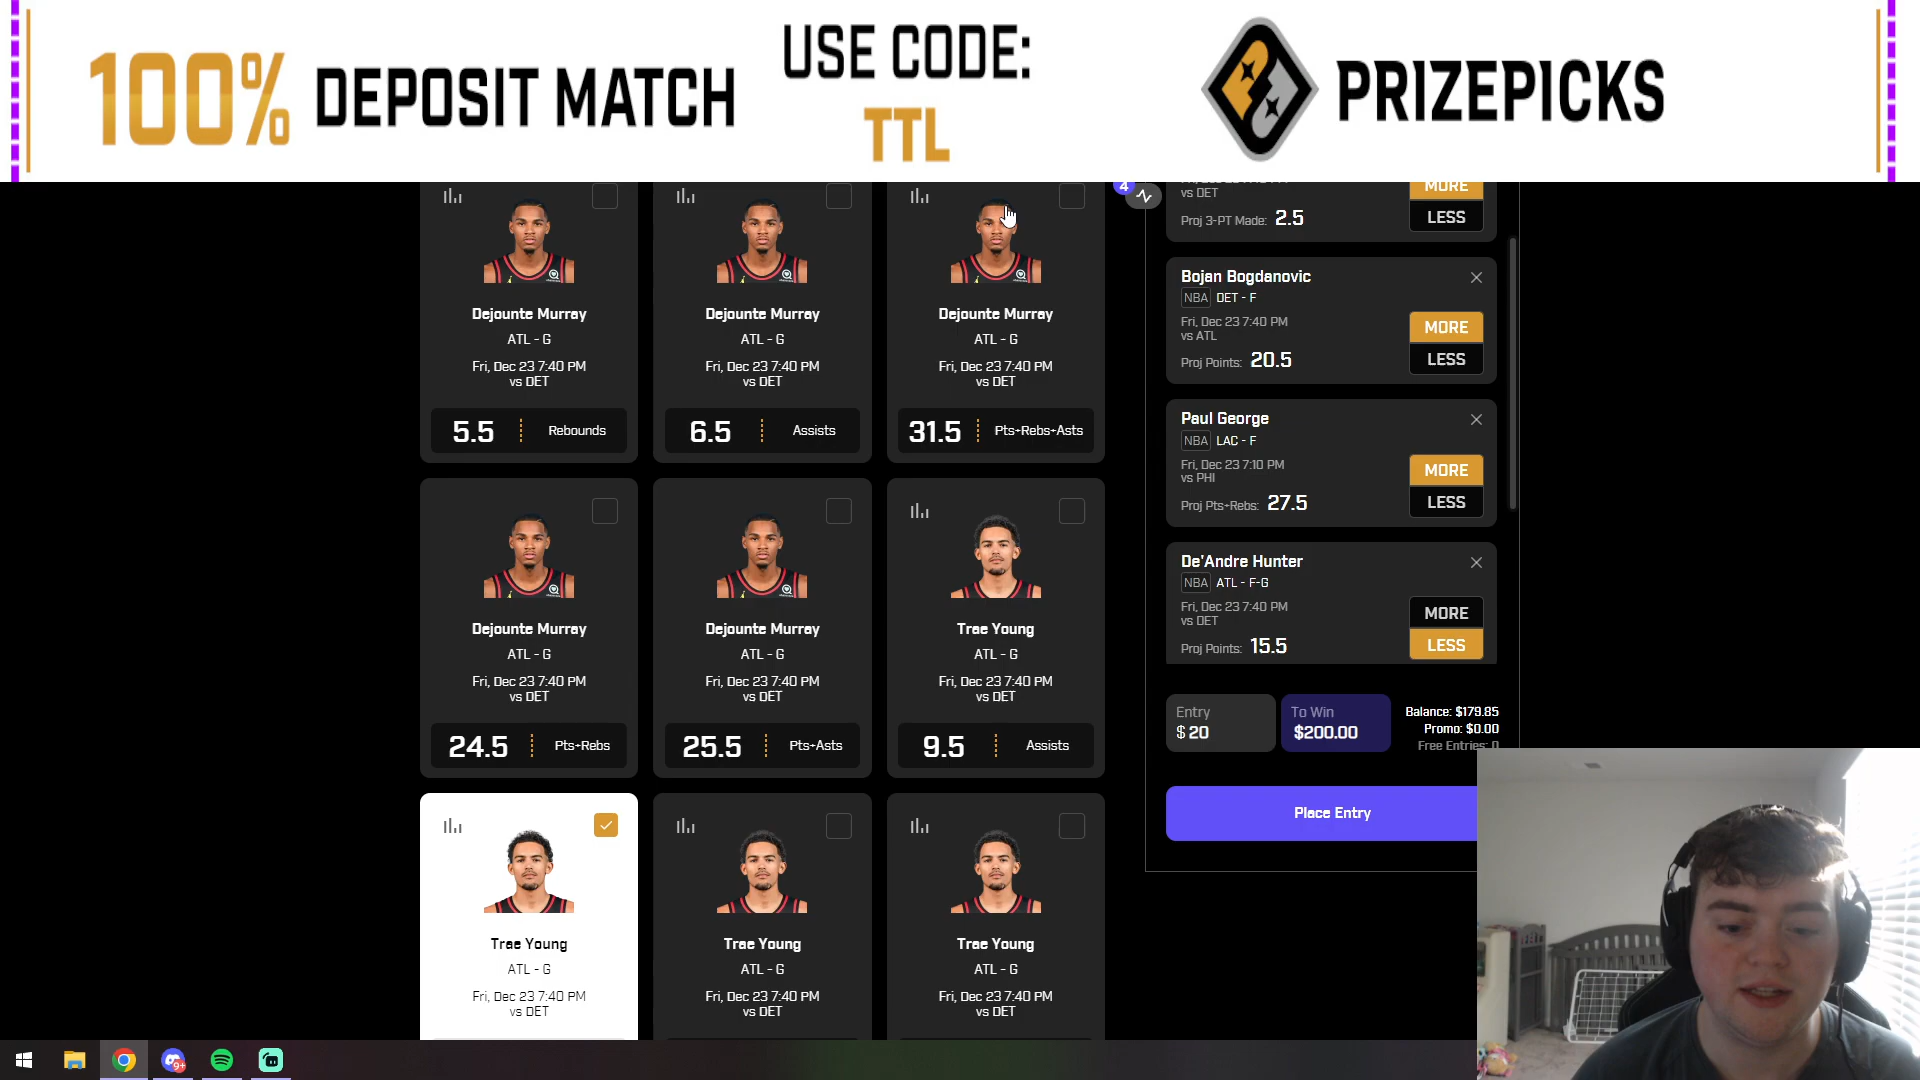 100% DEPOSIT MATCH
USE CODE:
TTL
PRIZEPICKS
Dejounte Murray
ATL - G
Fri, Dec 23 7:40 PM
vs DET
5.5 Rebounds
Dejounte Murray
ATL - G
Fri, Dec 23 7:40 PM
vs DET
6.5 Assists
Dejounte Murray
ATL - G
Fri, Dec 23 7:40 PM
vs DET
31.5 Pts+Rebs+Asts
Dejounte Murray
ATL - G
Fri, Dec 23 7:40 PM
vs DET
24.5 Pts+Rebs
Dejounte Murray
ATL - G
Fri, Dec 23 7:40 PM
vs DET
25.5 Pts+Asts
Trae Young
ATL - G
Fri, Dec 23 7:40 PM
vs DET
9.5 Assists
Trae Young
ATL - G
Fri, Dec 23 7:40 PM
vs DET
Trae Young
ATL - G
Fri, Dec 23 7:40 PM
vs DET
Trae Young
ATL - G
Fri, Dec 23 7:40 PM
vs DET
4
vs DET
Proj 3-PT Made: 2.5
MORE
LESS
Bojan Bogdanovic
NBA DET - F
Fri, Dec 23 7:40 PM
vs ATL
Proj Points: 20.5
MORE
LESS
Paul George
NBA LAC - F
Fri, Dec 23 7:10 PM
vs PHI
Proj Pts+Rebs: 27.5
MORE
LESS
De'Andre Hunter
NBA ATL - F-G
Fri, Dec 23 7:40 PM
vs DET
Proj Points: 15.5
MORE
LESS
Entry
$ 20
To Win
$200.00
Balance: $179.85
Promo: $0.00
Free Entries: 0
Place Entry
9+